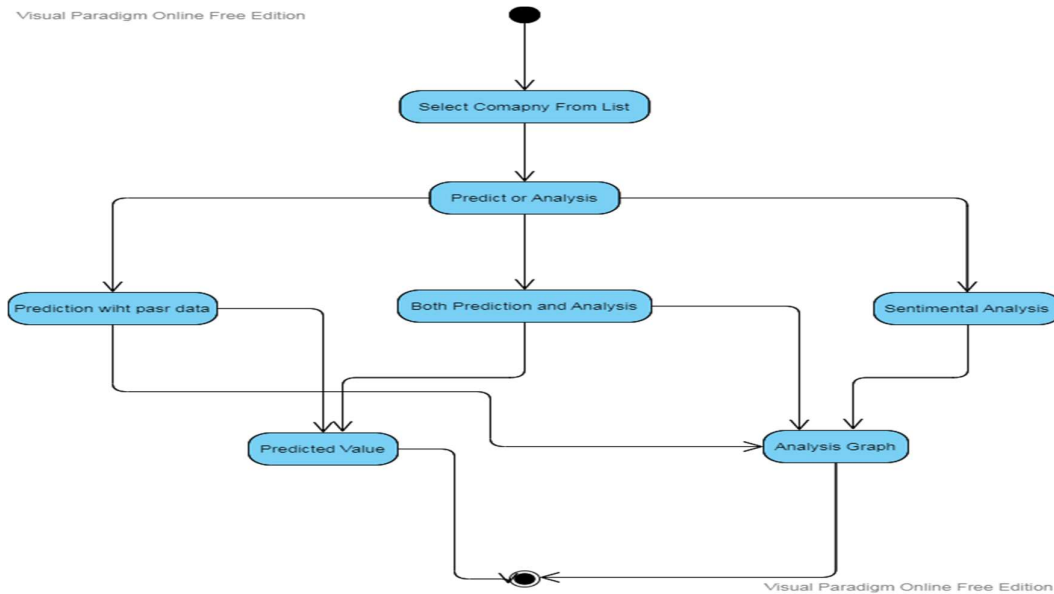 Visual Paradigm Online Free Edition
Select Comapny From List
Predict or Analysis
Prediction wiht pasr data
Both Prediction and Analysis
Sentimental Analysis
Predicted Value
Analysis Graph
Visual Paradigm Online Free Edition